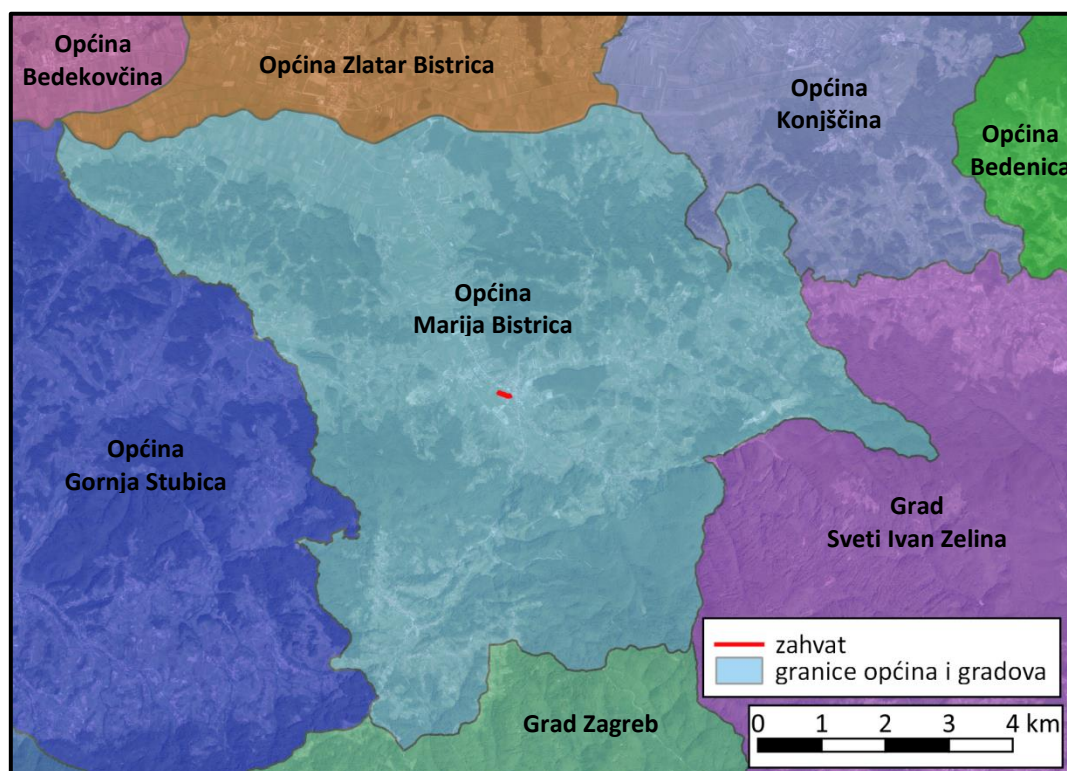 Općina
Bedekovčina
Općina Zlatar Bistrica
Općina
Konjščina
Općina
Bedenica
Općina
Marija Bistrica
Općina
Gornja Stubica
Grad
Sveti Ivan Zelina
Grad Zagreb
zahvat
granice općina i gradova
0 1 2 3 4 km